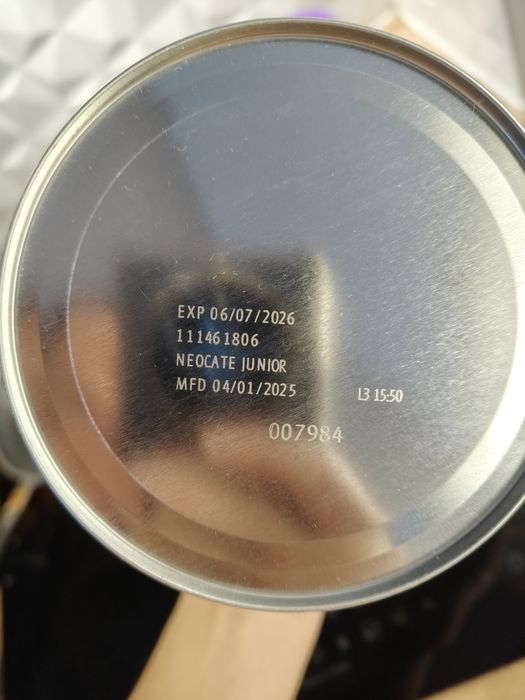 EXP 06/07/2026
111461806
NEOCATE JUNIOR
MFD 04/01/2025
L3 15:50
007984